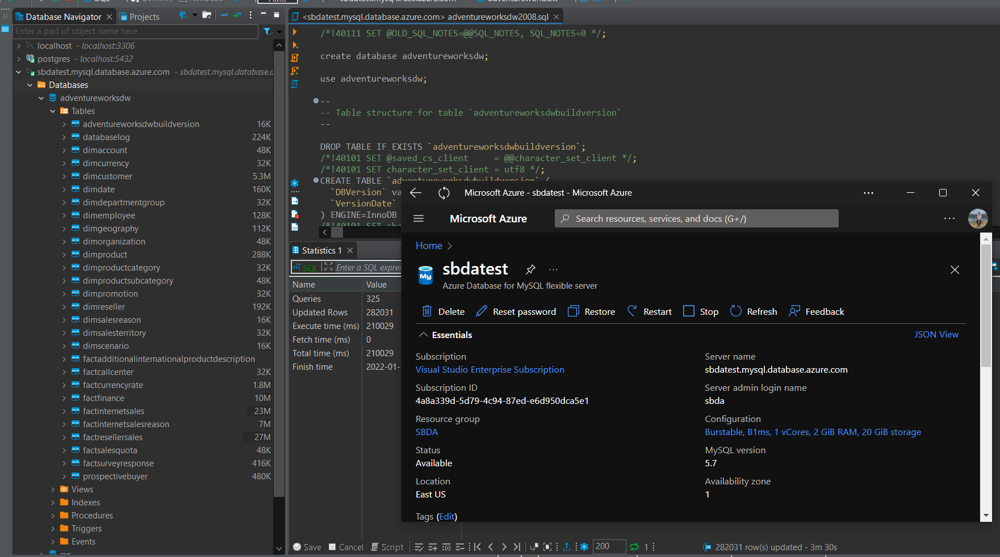 Auto
Database Navigator
Projects
Enter a part of object name here
localhost - localhost:3306
postgres - localhost:5432
sbdatest.mysql.database.azure.com - sbdatest.mysql.database.a
Databases
adventureworksdw
Tables
adventureworksdwbuildversion 16K
databaselog 224K
dimaccount 48K
dimcurrency 32K
dimcustomer 5.3M
dimdate 160K
dimdepartmentgroup 32K
dimemployee 128K
dimgeography 112K
dimorganization 48K
dimproduct 288K
dimproductcategory 32K
dimproductsubcategory 48K
dimpromotion 32K
dimreseller 192K
dimsalesreason 16K
dimsalesterritory 32K
dimscenario 16K
factadditionalinternationalproductdescription
factcallcenter 32K
factcurrencyrate 1.8M
factfinance 10M
factinternetsales 23M
factinternetsalesreason 7M
factresellersales 27M
factsalesquota 48K
factsurveyresponse 416K
prospectivebuyer 480K
Views
Indexes
Procedures
Triggers
Events
sys
<sbdatest.mysql.database.azure.com> adventureworksdw2008.sql
/*!40111 SET @OLD_SQL_NOTES=@@SQL_NOTES, SQL_NOTES=0 */;
create database adventureworksdw;
use adventureworksdw;
--
-- Table structure for table `adventureworksdwbuildversion`
--
DROP TABLE IF EXISTS `adventureworksdwbuildversion`;
/*!40101 SET @saved_cs_client     = @@character_set_client */;
/*!40101 SET character_set_client = utf8 */;
CREATE TABLE `adventureworksdwbuildversion` (
`DBVersion` va
`VersionDate`
) ENGINE=InnoDB
/*!40101 SET cha
Statistics 1
SQL Enter a SQL expres
Name Value
Queries 325
Updated Rows 282031
Execute time (ms) 210029
Fetch time (ms) 0
Total time (ms) 210029
Finish time 2022-01-
Save Cancel Script 200 1 282031 row(s) updated - 3m 30s
Microsoft Azure - sbdatest - Microsoft Azure
Microsoft Azure
Search resources, services, and docs (G+/)
Home
My
sbdatest
Azure Database for MySQL flexible server
Delete Reset password Restore Restart Stop Refresh Feedback
Essentials
JSON View
Subscription
Visual Studio Enterprise Subscription
Subscription ID
4a8a339d-5d79-4c94-87ed-e6d950dca5e1
Resource group
SBDA
Status
Available
Location
East US
Tags (Edit)
Server name
sbdatest.mysql.database.azure.com
Server admin login name
sbda
Configuration
Burstable, B1ms, 1 vCores, 2 GiB RAM, 20 GiB storage
MySQL version
5.7
Availability zone
1